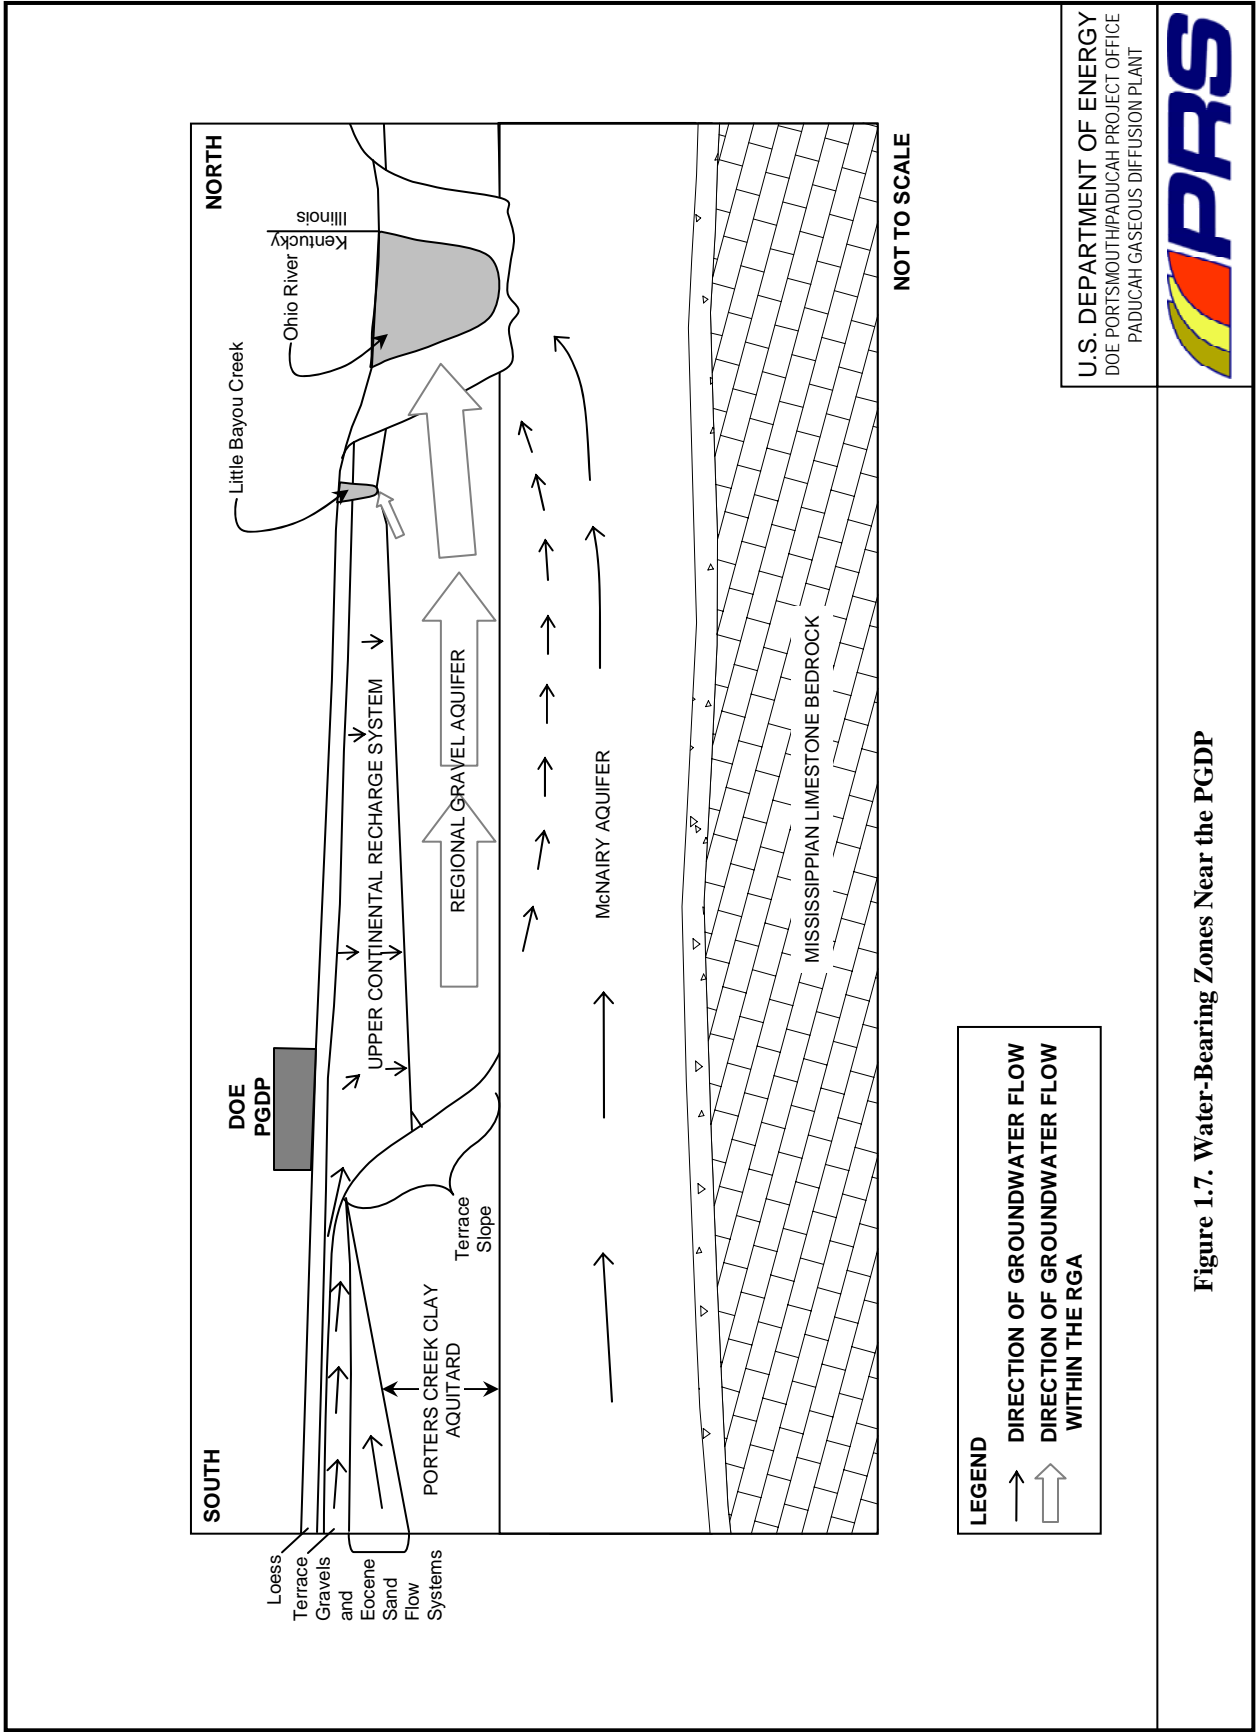 SOUTH
NORTH
DOE
PGDP
Little Bayou Creek
Ohio River
Kentucky
Illinois
Loess
Terrace
Gravels
and
Eocene
Sand
Flow
Systems
UPPER CONTINENTAL RECHARGE SYSTEM
REGIONAL GRAVEL AQUIFER
Terrace
Slope
PORTERS CREEK CLAY
AQUITARD
McNAIRY AQUIFER
MISSISSIPPIAN LIMESTONE BEDROCK
NOT TO SCALE
LEGEND
DIRECTION OF GROUNDWATER FLOW
DIRECTION OF GROUNDWATER FLOW
WITHIN THE RGA
U.S. DEPARTMENT OF ENERGY
DOE PORTSMOUTH/PADUCAH PROJECT OFFICE
PADUCAH GASEOUS DIFFUSION PLANT
PRS
Figure 1.7. Water-Bearing Zones Near the PGDP